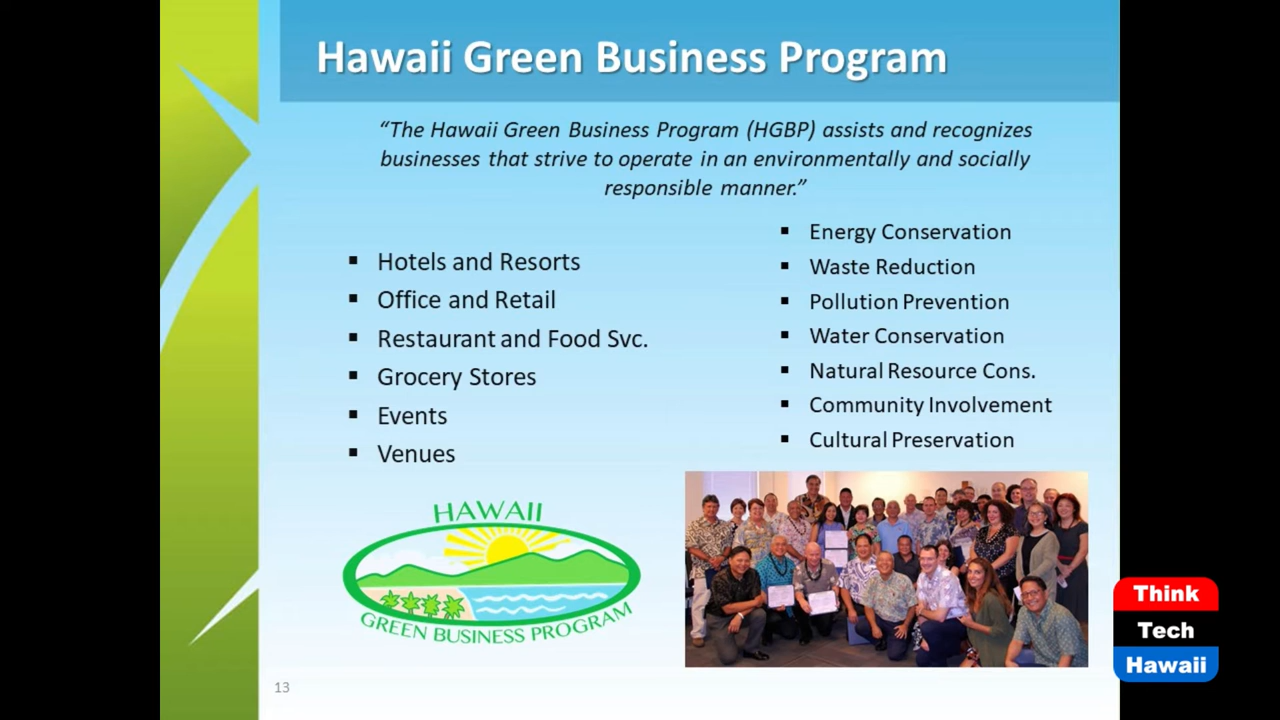 Hawaii Green Business Program
“The Hawaii Green Business Program (HGBP) assists and recognizes
businesses that strive to operate in an environmentally and socially
responsible manner.”
▪ Hotels and Resorts
▪ Office and Retail
▪ Restaurant and Food Svc.
▪ Grocery Stores
▪ Events
▪ Venues
▪ Energy Conservation
▪ Waste Reduction
▪ Pollution Prevention
▪ Water Conservation
▪ Natural Resource Cons.
▪ Community Involvement
▪ Cultural Preservation
HAWAII
GREEN BUSINESS PROGRAM
13
Think
Tech
Hawaii